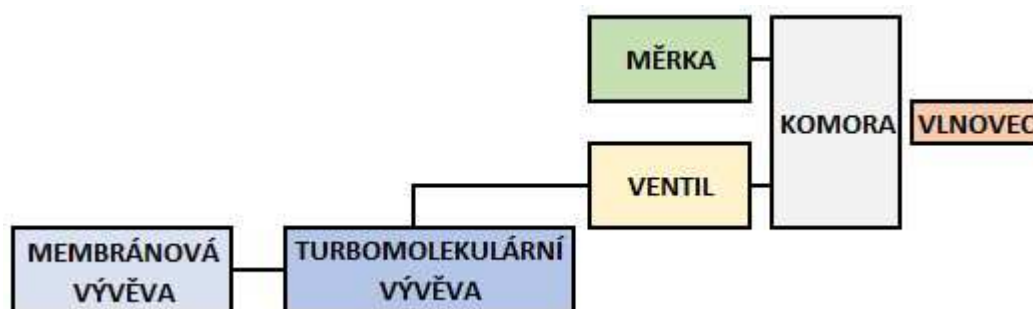 MĚRKA
KOMORA
VLNOVEC
VENTIL
MEMBRÁNOVÁ
VÝVĚVA
TURBOMOLEKULÁRNÍ
VÝVĚVA